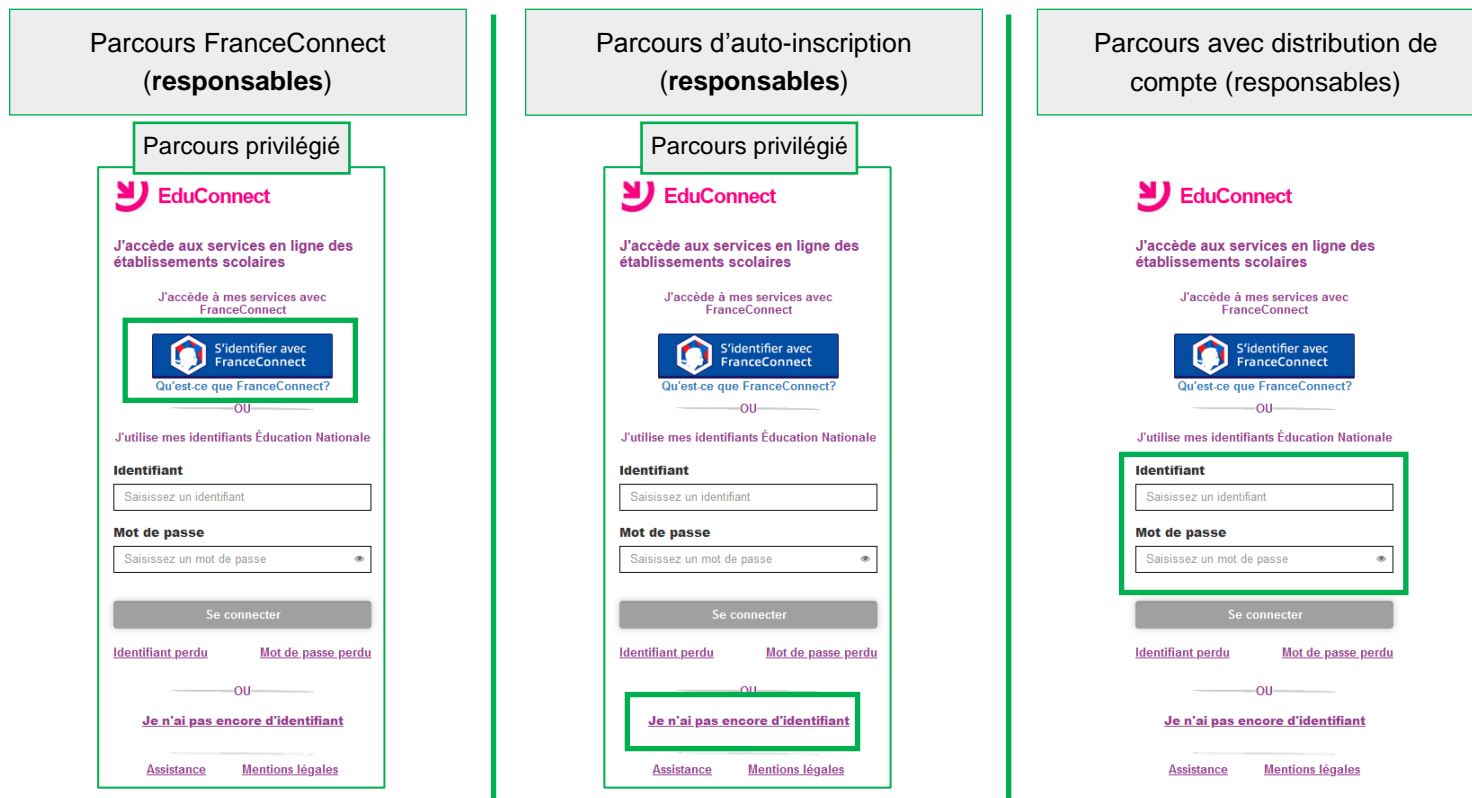 Parcours FranceConnect
(responsables)
Parcours privilégié
EduConnect
J'accède aux services en ligne des
établissements scolaires
J'accède à mes services avec
FranceConnect
S'identifier avec
FranceConnect
Qu'est-ce que FranceConnect?
OU
J'utilise mes identifiants Éducation Nationale
Identifiant
Saisissez un identifiant
Mot de passe
Saisissez un mot de passe
Se connecter
Identifiant perdu Mot de passe perdu
OU
Je n'ai pas encore d'identifiant
Assistance Mentions légales
Parcours d’auto-inscription
(responsables)
Parcours privilégié
EduConnect
J'accède aux services en ligne des
établissements scolaires
J'accède à mes services avec
FranceConnect
S'identifier avec
FranceConnect
Qu'est-ce que FranceConnect?
OU
J'utilise mes identifiants Éducation Nationale
Identifiant
Saisissez un identifiant
Mot de passe
Saisissez un mot de passe
Se connecter
Identifiant perdu Mot de passe perdu
OU
Je n'ai pas encore d'identifiant
Assistance Mentions légales
Parcours avec distribution de
compte (responsables)
EduConnect
J'accède aux services en ligne des
établissements scolaires
J'accède à mes services avec
FranceConnect
S'identifier avec
FranceConnect
Qu'est-ce que FranceConnect?
OU
J'utilise mes identifiants Éducation Nationale
Identifiant
Saisissez un identifiant
Mot de passe
Saisissez un mot de passe
Se connecter
Identifiant perdu Mot de passe perdu
OU
Je n'ai pas encore d'identifiant
Assistance Mentions légales